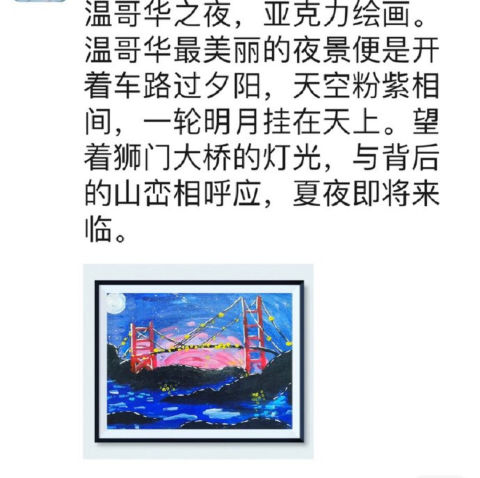 温哥华之夜，亚克力绘画。
温哥华最美丽的夜景便是开
着车路过夕阳，天空粉紫相
间，一轮明月挂在天上。望
着狮门大桥的灯光，与背后
的山峦相呼应，夏夜即将来
临。